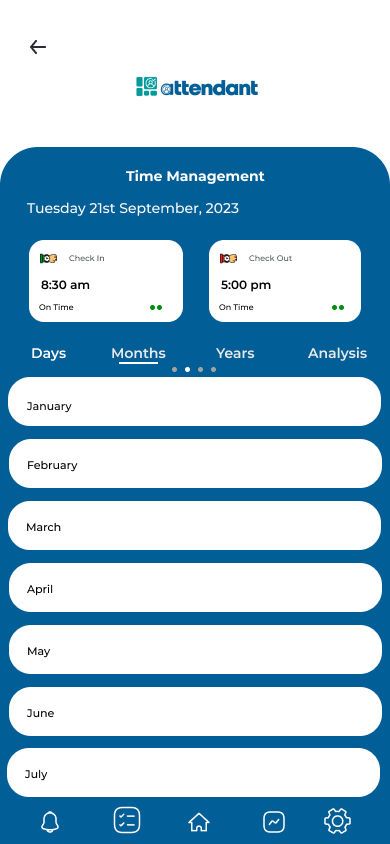 attendant
Time Management
Tuesday 21st September, 2023
Check In
8:30 am
On Time
Check Out
5:00 pm
On Time
Days Months Years Analysis
January
February
March
April
May
June
July